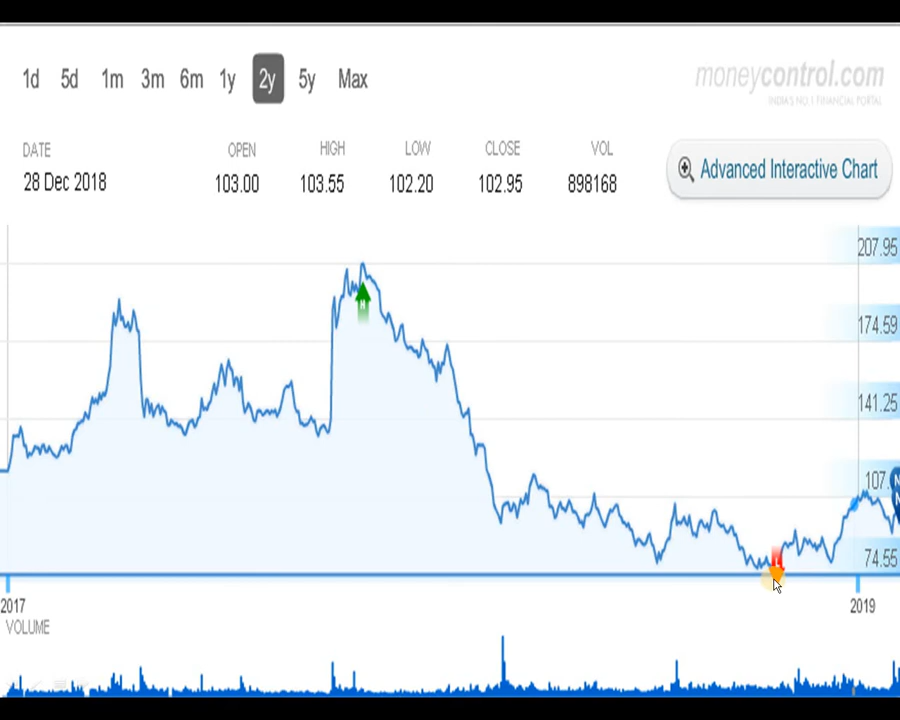 1d 5d 1m 3m 6m 1y 2y 5y Max
moneycontrol.com
INDIA'S NO.1 FINANCIAL PORTAL
DATE OPEN HIGH LOW CLOSE VOL
28 Dec 2018 103.00 103.55 102.20 102.95 898168
Advanced Interactive Chart
207.95
H
174.59
141.25
107.
N
N
74.55
L
2017 2019
VOLUME